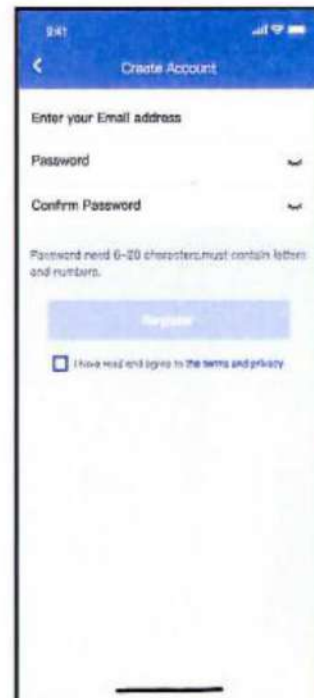 9:41
Create Account
Enter your Email address
Password
Confirm Password
Password need 6-20 characters,must contain letters
and numbers.
Register
I have read and agree to the terms and privacy